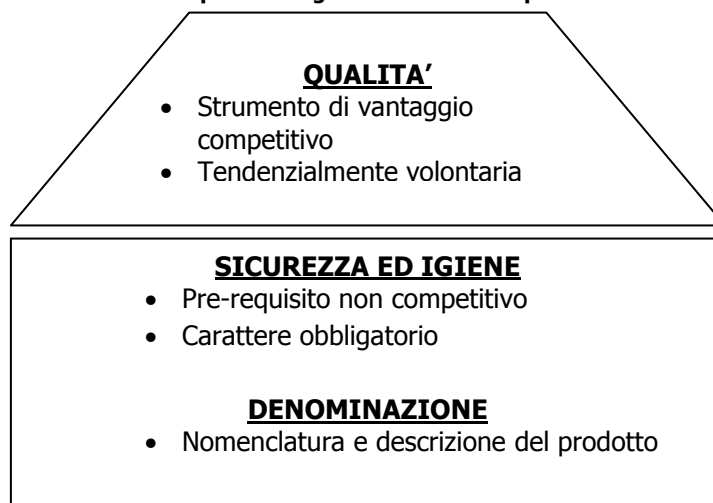 QUALITA’
• Strumento di vantaggio
competitivo
• Tendenzialmente volontaria
SICUREZZA ED IGIENE
• Pre-requisito non competitivo
• Carattere obbligatorio
DENOMINAZIONE
• Nomenclatura e descrizione del prodotto